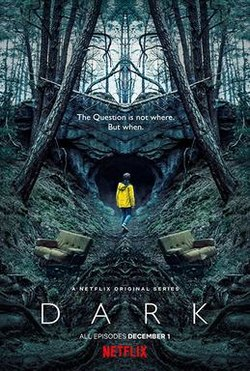 The Question is not where.
But when.
A NETFLIX ORIGINAL SERIES
DARK
ALL EPISODES DECEMBER 1
NETFLIX